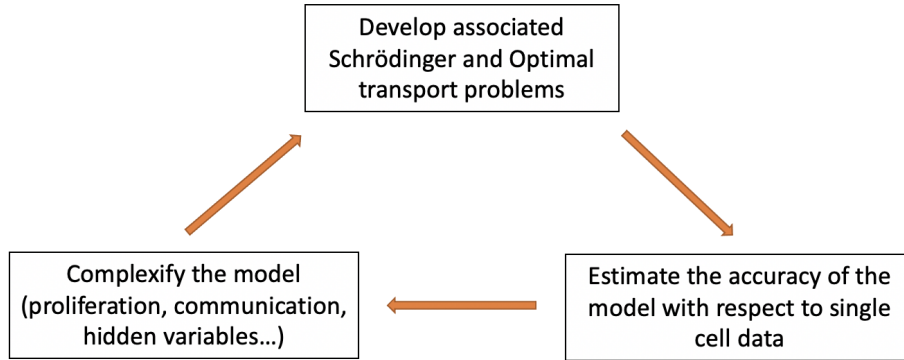 Develop associated
Schrödinger and Optimal
transport problems
Complexify the model
(proliferation, communication,
hidden variables...)
Estimate the accuracy of the
model with respect to single
cell data